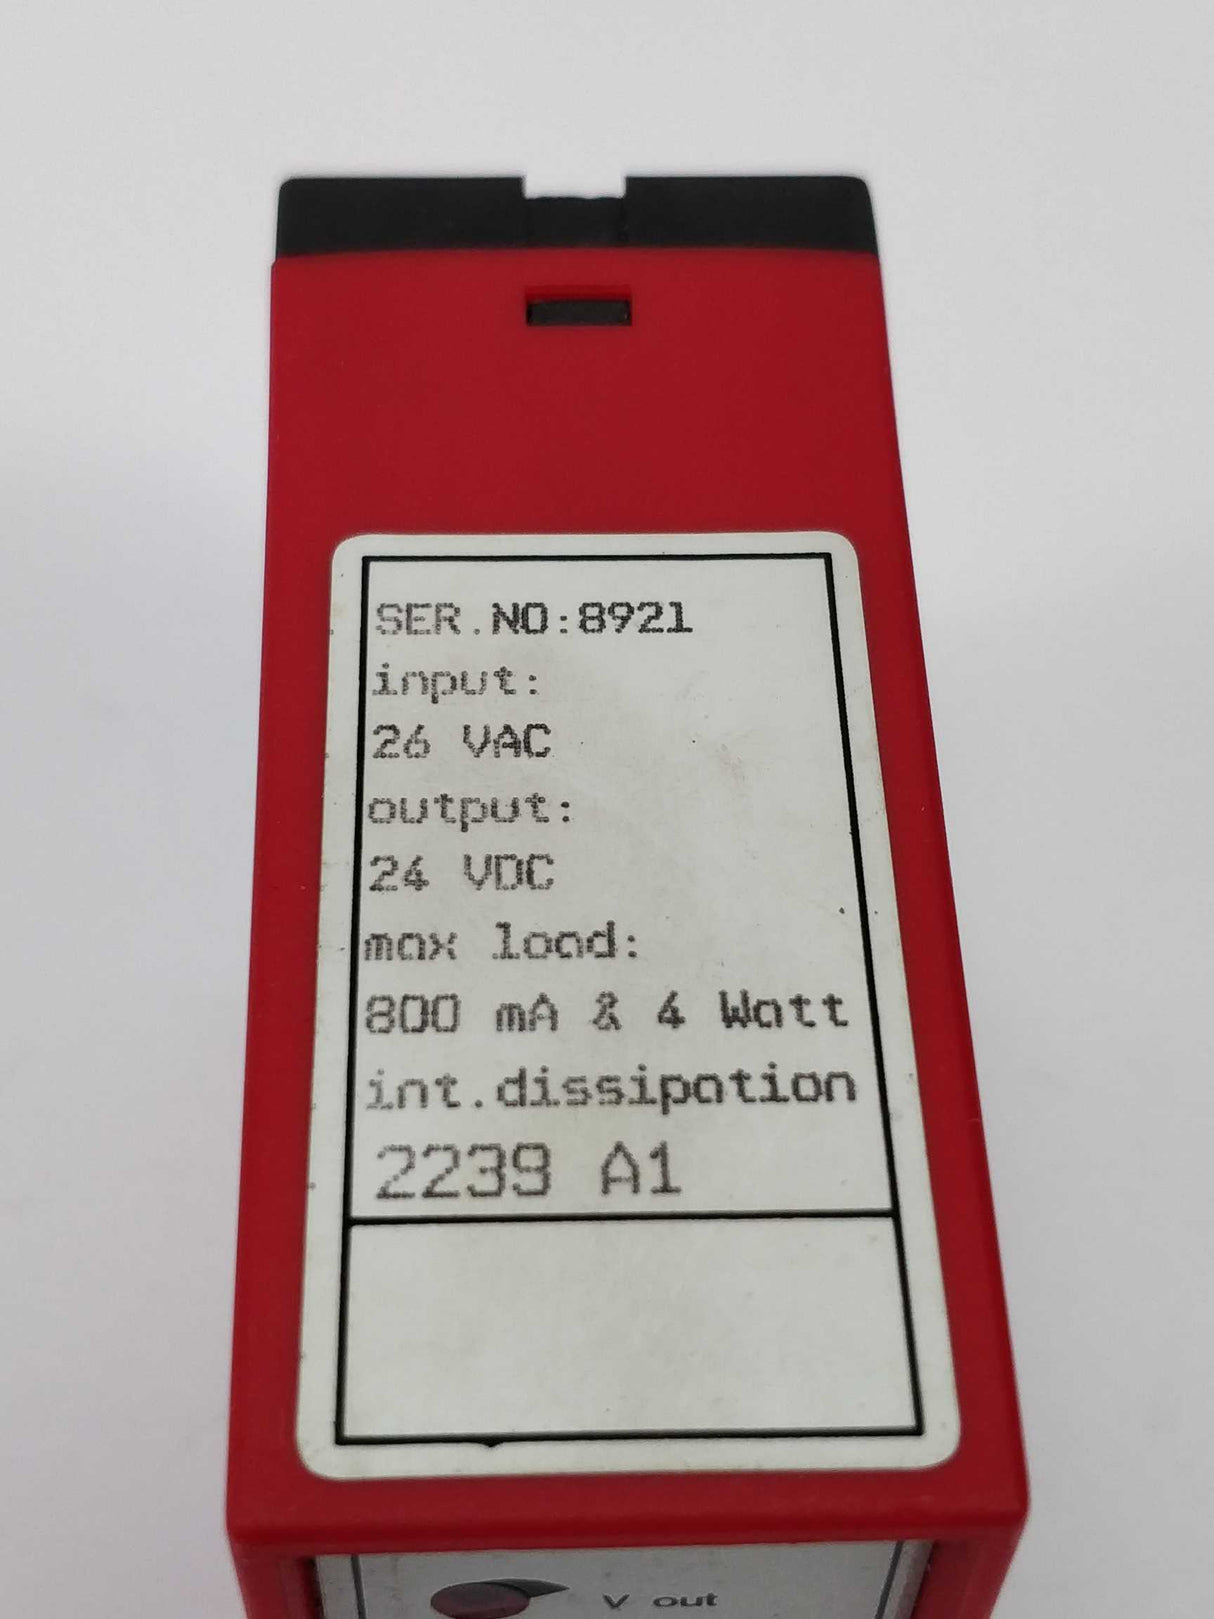 SER.NO:8921
input:
26 VAC
output:
24 VDC
max load:
800 mA & 4 Watt
int.dissipation
2239 A1
V out